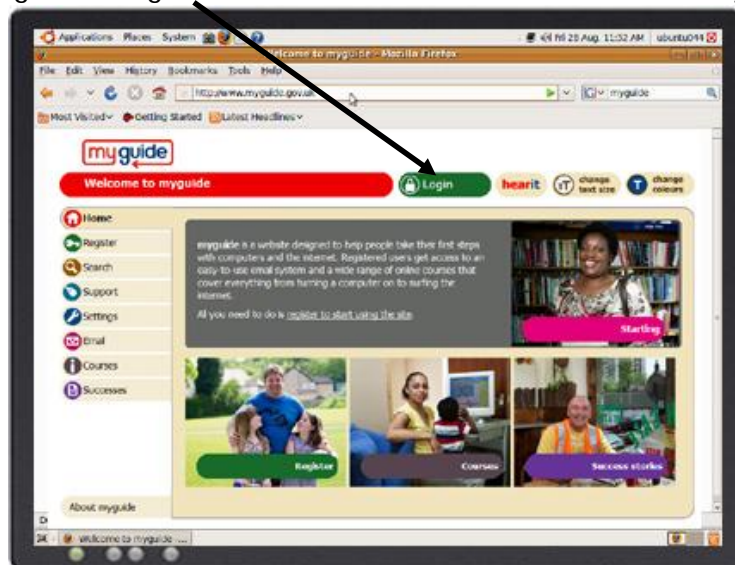 Applications Places System
Fri 28 Aug, 11:32 AM ubuntu044
Welcome to myguide - Mozilla Firefox
File Edit View History Bookmarks Tools Help
http://www.myguide.gov.uk
myguide
Most Visited Getting Started Latest Headlines
myguide
Welcome to myguide
Login
hearit
change text size
change colours
Home
Register
Search
Support
Settings
Email
Courses
Successes
myguide is a website designed to help people take their first steps
with computers and the internet. Registered users get access to an
easy-to-use email system and a wide range of online courses that
cover everything from turning a computer on to surfing the
internet.
All you need to do is register to start using the site.
Starting
Register
Courses
Success stories
About myguide
Welcome to myguide - ...